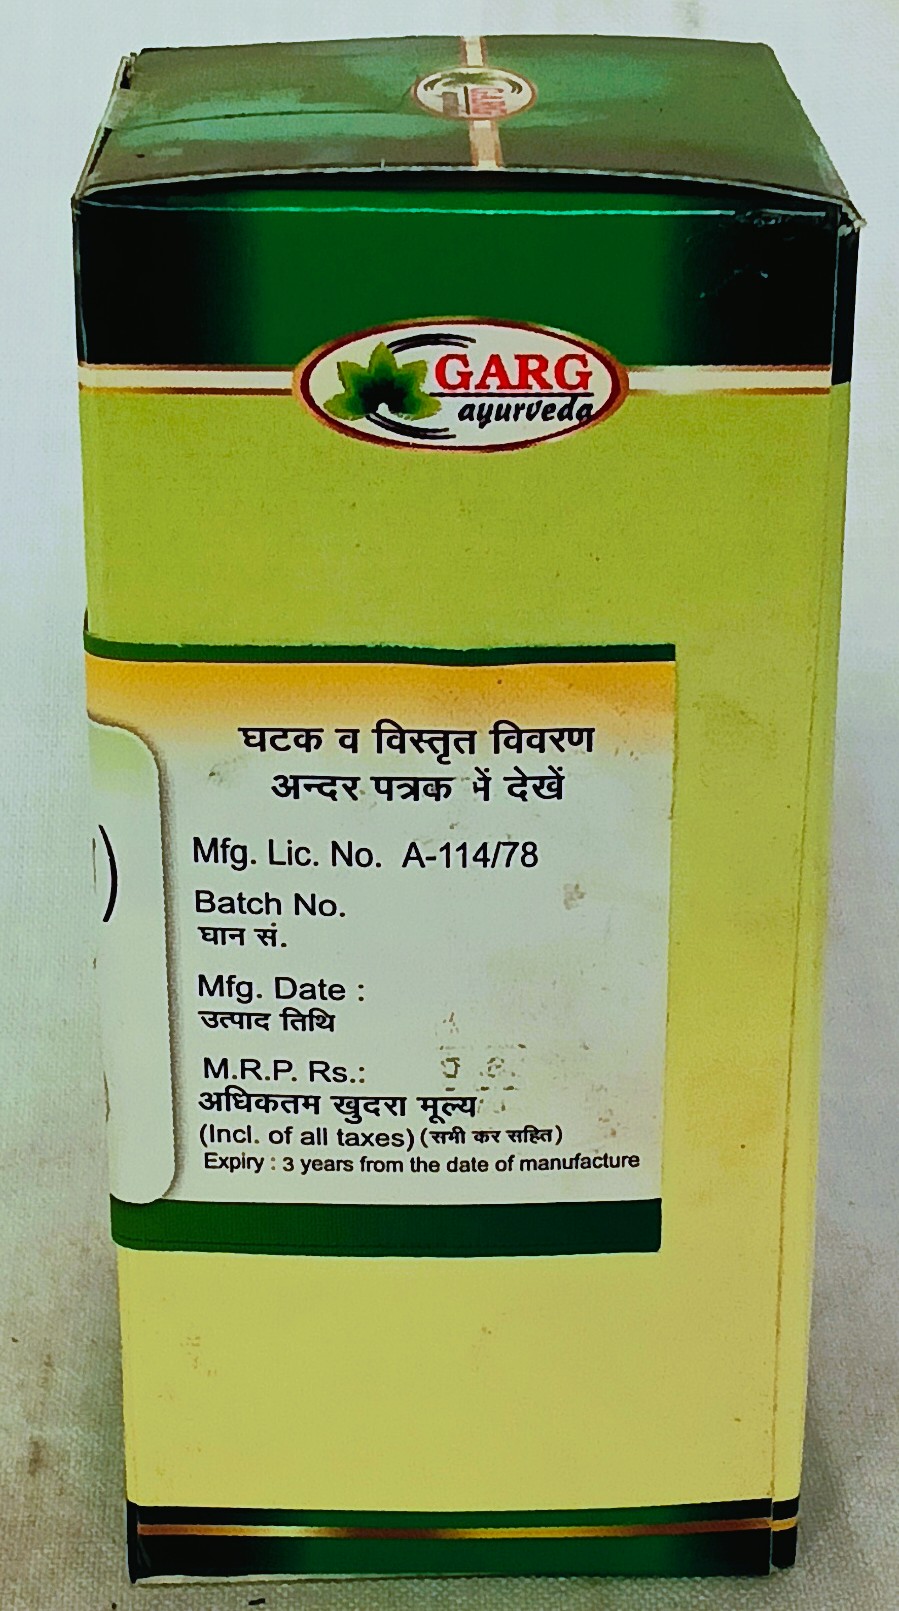 GARG
ayurveda
घटक व विस्तृत विवरण
अन्दर पत्रक में देखें
Mfg. Lic. No. A-114/78
Batch No.
घान सं.
Mfg. Date :
उत्पाद तिथि
M.R.P. Rs.:
अधिकतम खुदरा मूल्य
(Incl. of all taxes) (सभी कर सहित)
Expiry : 3 years from the date of manufacture